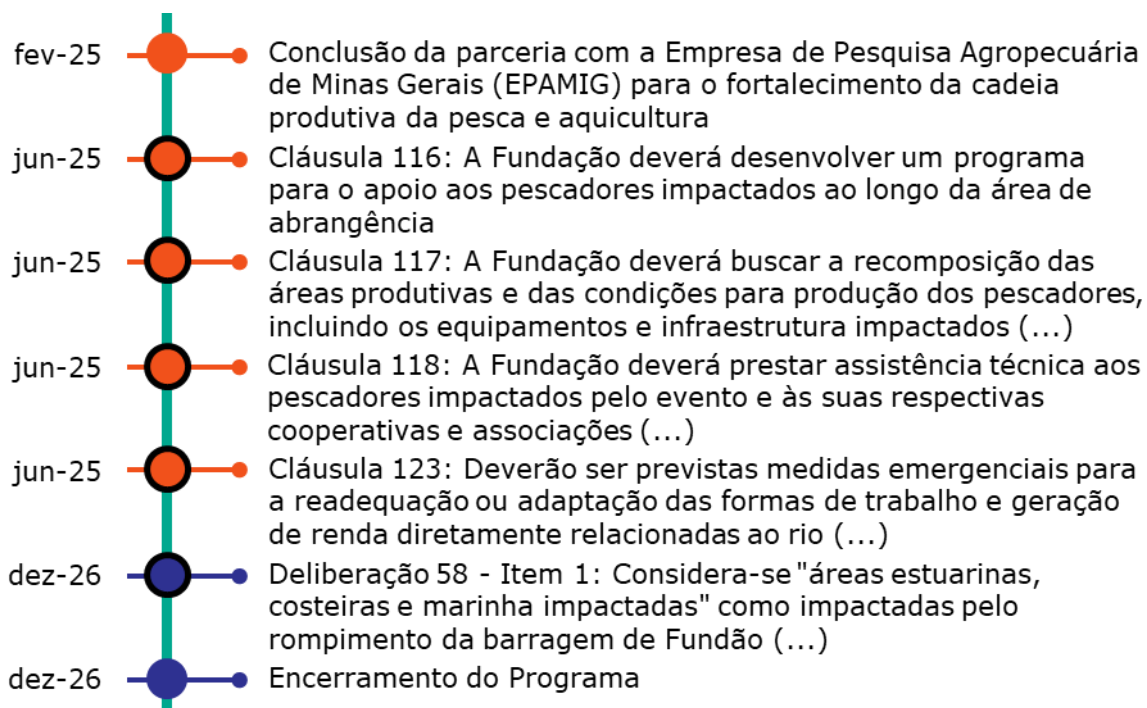 fev-25 Conclusão da parceria com a Empresa de Pesquisa Agropecuária
de Minas Gerais (EPAMIG) para o fortalecimento da cadeia
produtiva da pesca e aquicultura
jun-25 Cláusula 116: A Fundação deverá desenvolver um programa
para o apoio aos pescadores impactados ao longo da área de
abrangência
jun-25 Cláusula 117: A Fundação deverá buscar a recomposição das
áreas produtivas e das condições para produção dos pescadores,
incluindo os equipamentos e infraestrutura impactados (...)
jun-25 Cláusula 118: A Fundação deverá prestar assistência técnica aos
pescadores impactados pelo evento e às suas respectivas
cooperativas e associações (...)
jun-25 Cláusula 123: Deverão ser previstas medidas emergenciais para
a readequação ou adaptação das formas de trabalho e geração
de renda diretamente relacionadas ao rio (...)
dez-26 Deliberação 58 - Item 1: Considera-se "áreas estuarinas,
costeiras e marinha impactadas" como impactadas pelo
rompimento da barragem de Fundão (...)
dez-26 Encerramento do Programa